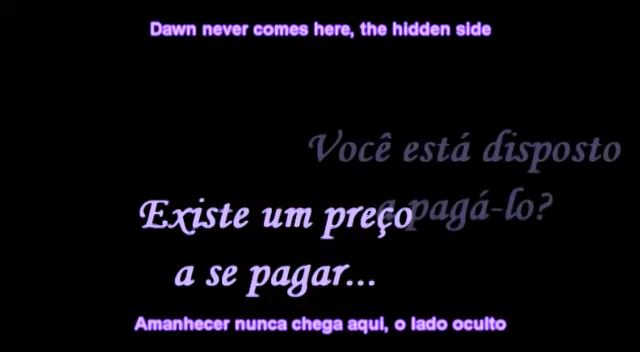 Dawn never comes here, the hidden side
Você está disposto
a pagá-lo?
Existe um preço
a se pagar...
Amanhecer nunca chega aqui, o lado oculto